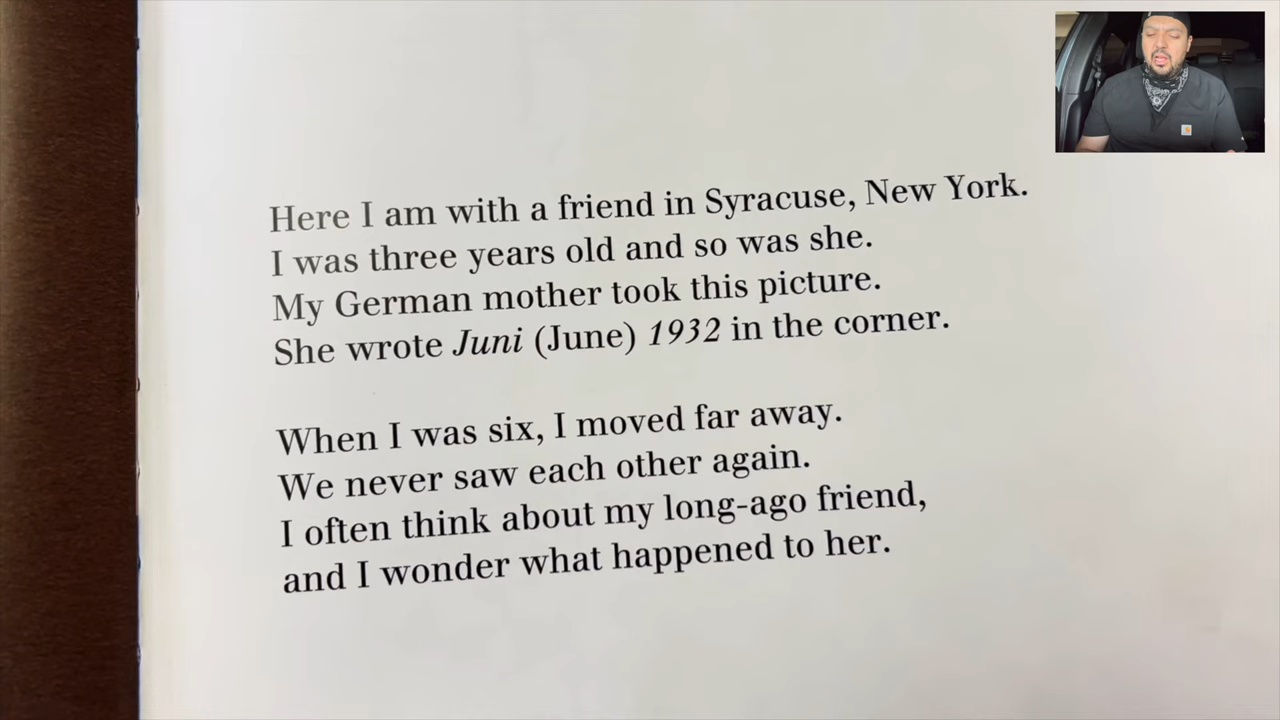 Here I am with a friend in Syracuse, New York.
I was three years old and so was she.
My German mother took this picture.
She wrote Juni (June) 1932 in the corner.
When I was six, I moved far away.
We never saw each other again.
I often think about my long-ago friend,
and I wonder what happened to her.